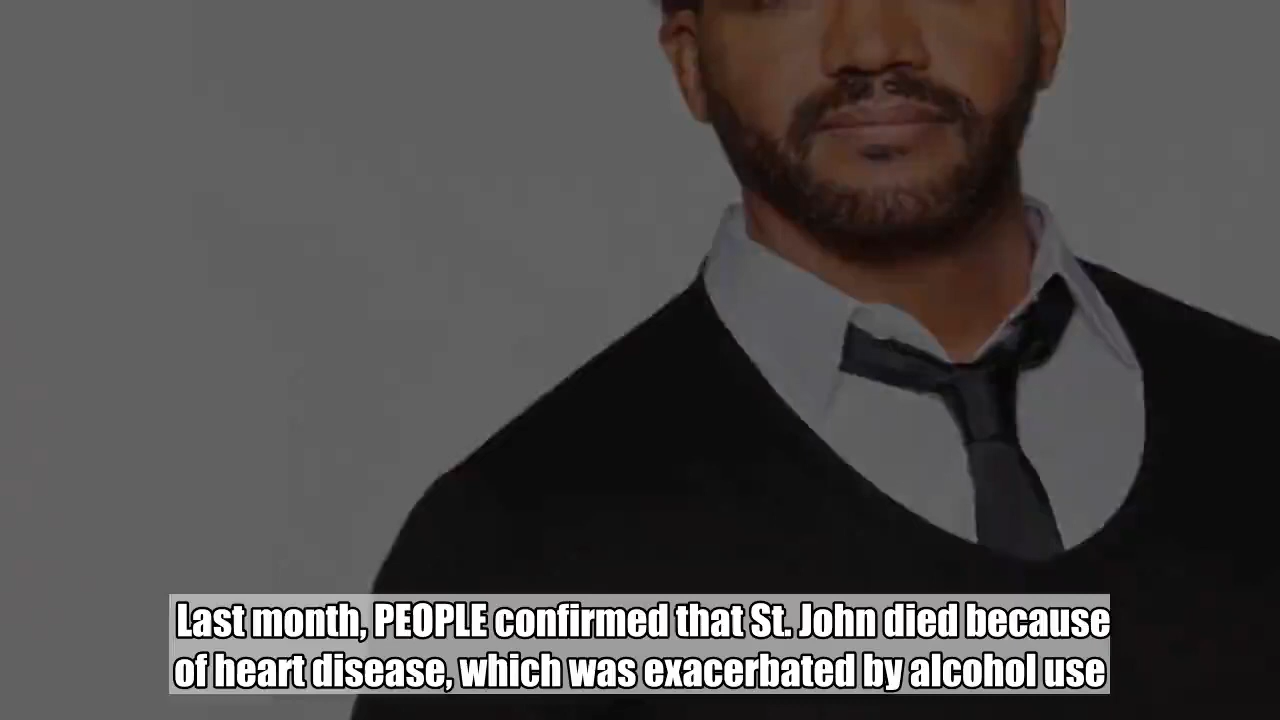 Last month, PEOPLE confirmed that St. John died because
of heart disease, which was exacerbated by alcohol use